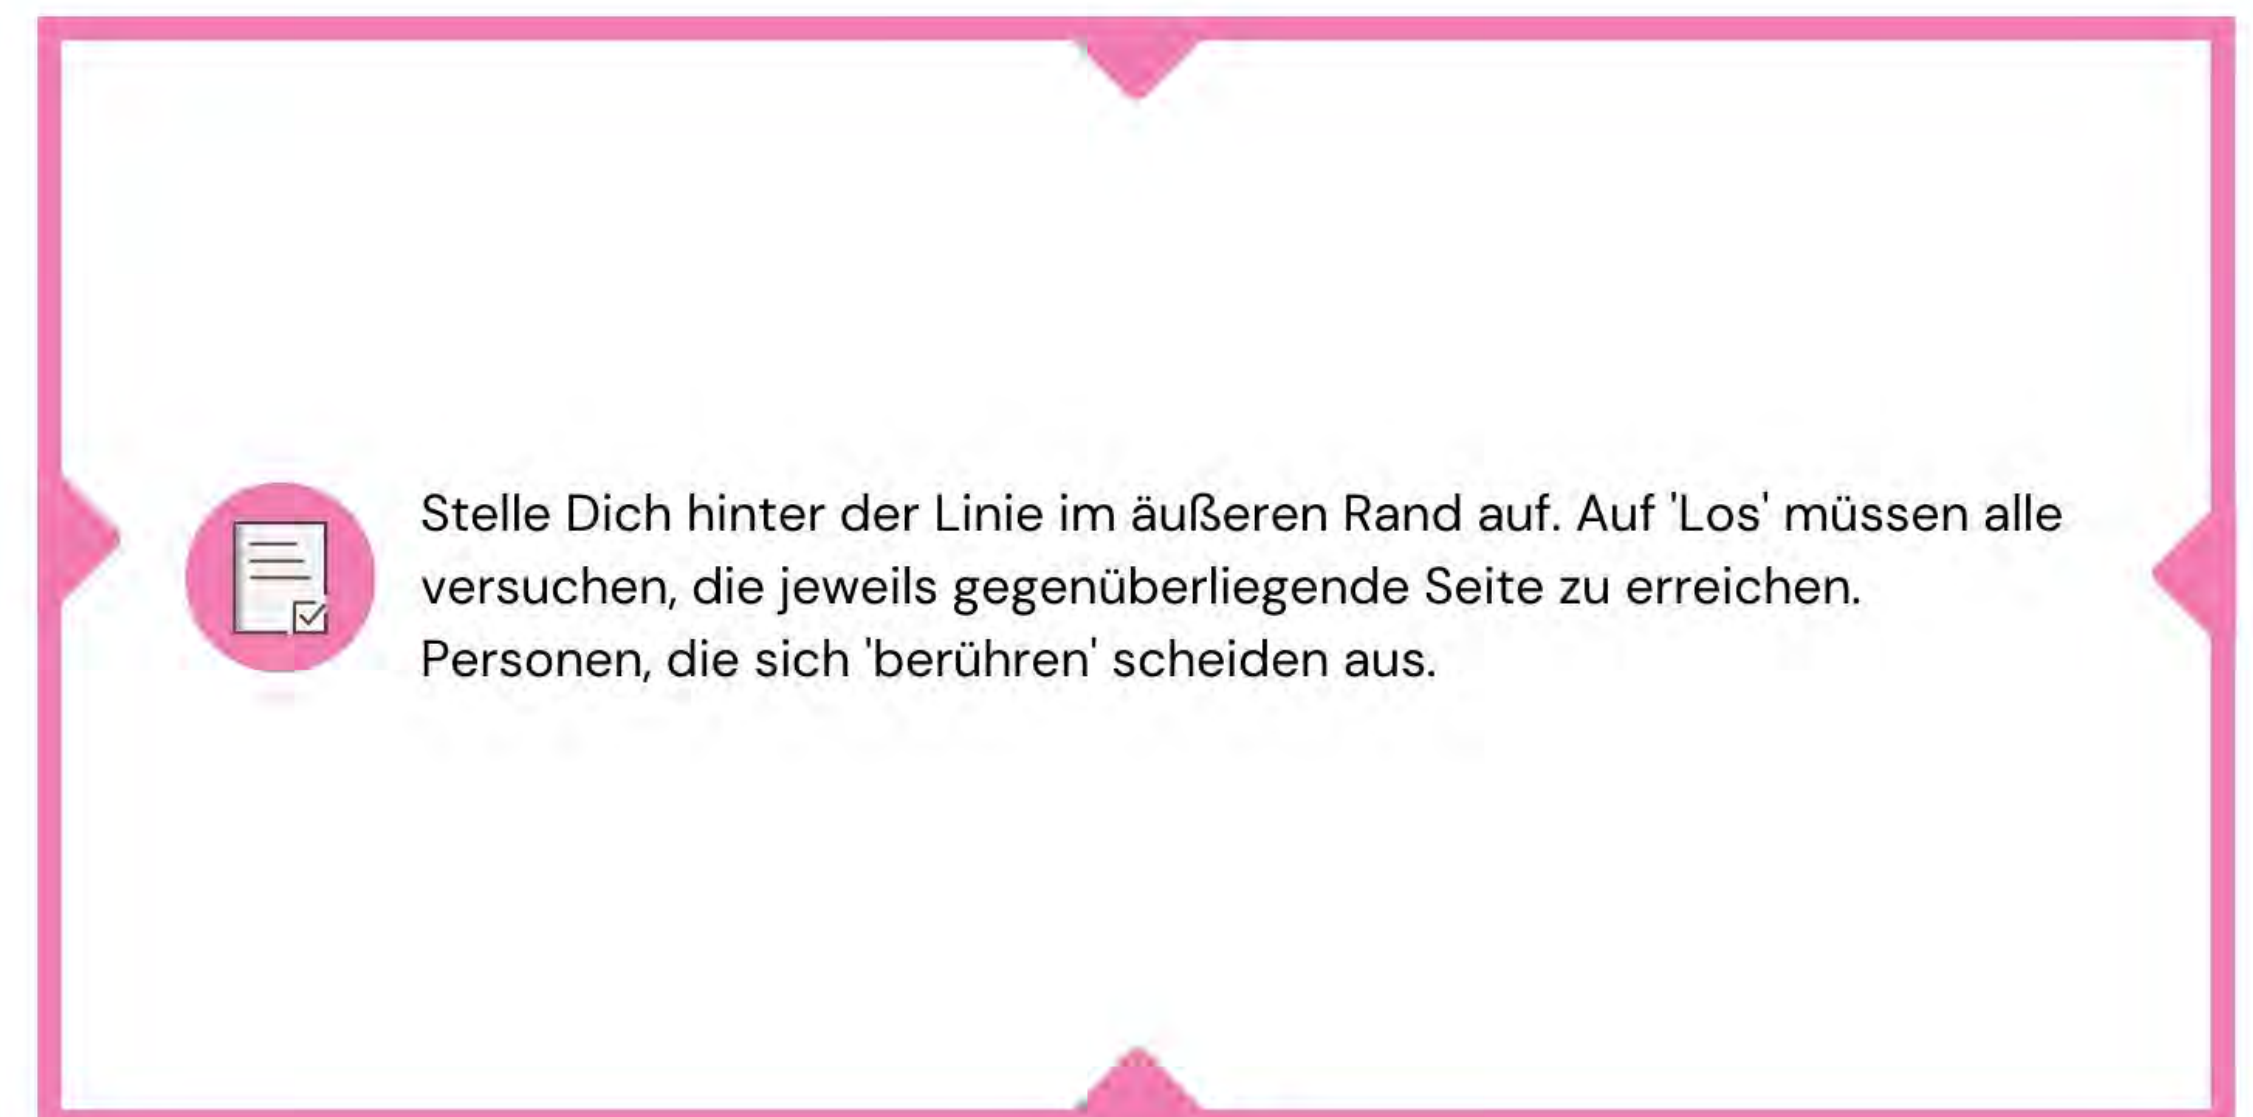 Stelle Dich hinter der Linie im äußeren Rand auf. Auf 'Los' müssen alle
versuchen, die jeweils gegenüberliegende Seite zu erreichen.
Personen, die sich 'berühren' scheiden aus.